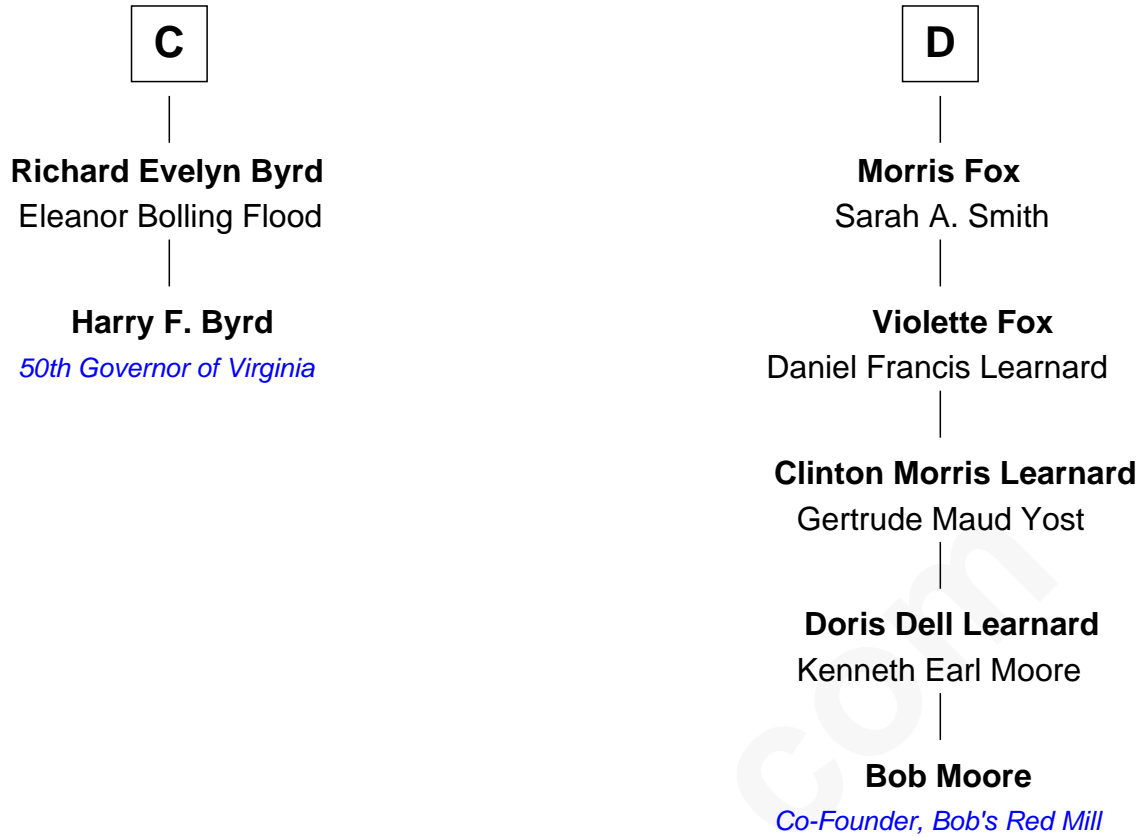 C
Richard Evelyn Byrd
Eleanor Bolling Flood
Harry F. Byrd
50th Governor of Virginia
D
Morris Fox
Sarah A. Smith
Violette Fox
Daniel Francis Learnard
Clinton Morris Learnard
Gertrude Maud Yost
Doris Dell Learnard
Kenneth Earl Moore
Bob Moore
Co-Founder, Bob's Red Mill
com